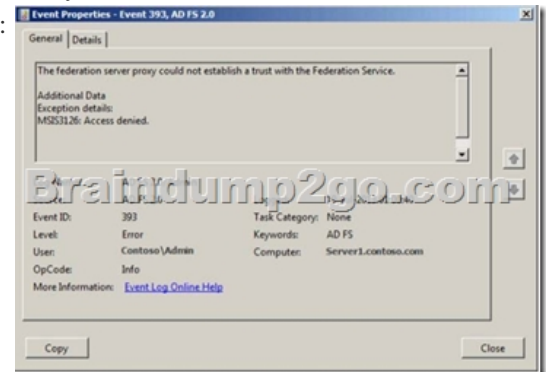 :
Event Properties - Event 393, AD FS 2.0
General Details
The federation server proxy could not establish a trust with the Federation Service.
Additional Data
Exception details:
MSIS3126: Access denied.
Braindump2go.com
Event ID: 393 Task Category: None
Level: Error Keywords: AD FS
User: Contoso\Admin Computer: Server1.contoso.com
OpCode: Info
More Information: Event Log Online Help
Copy Close